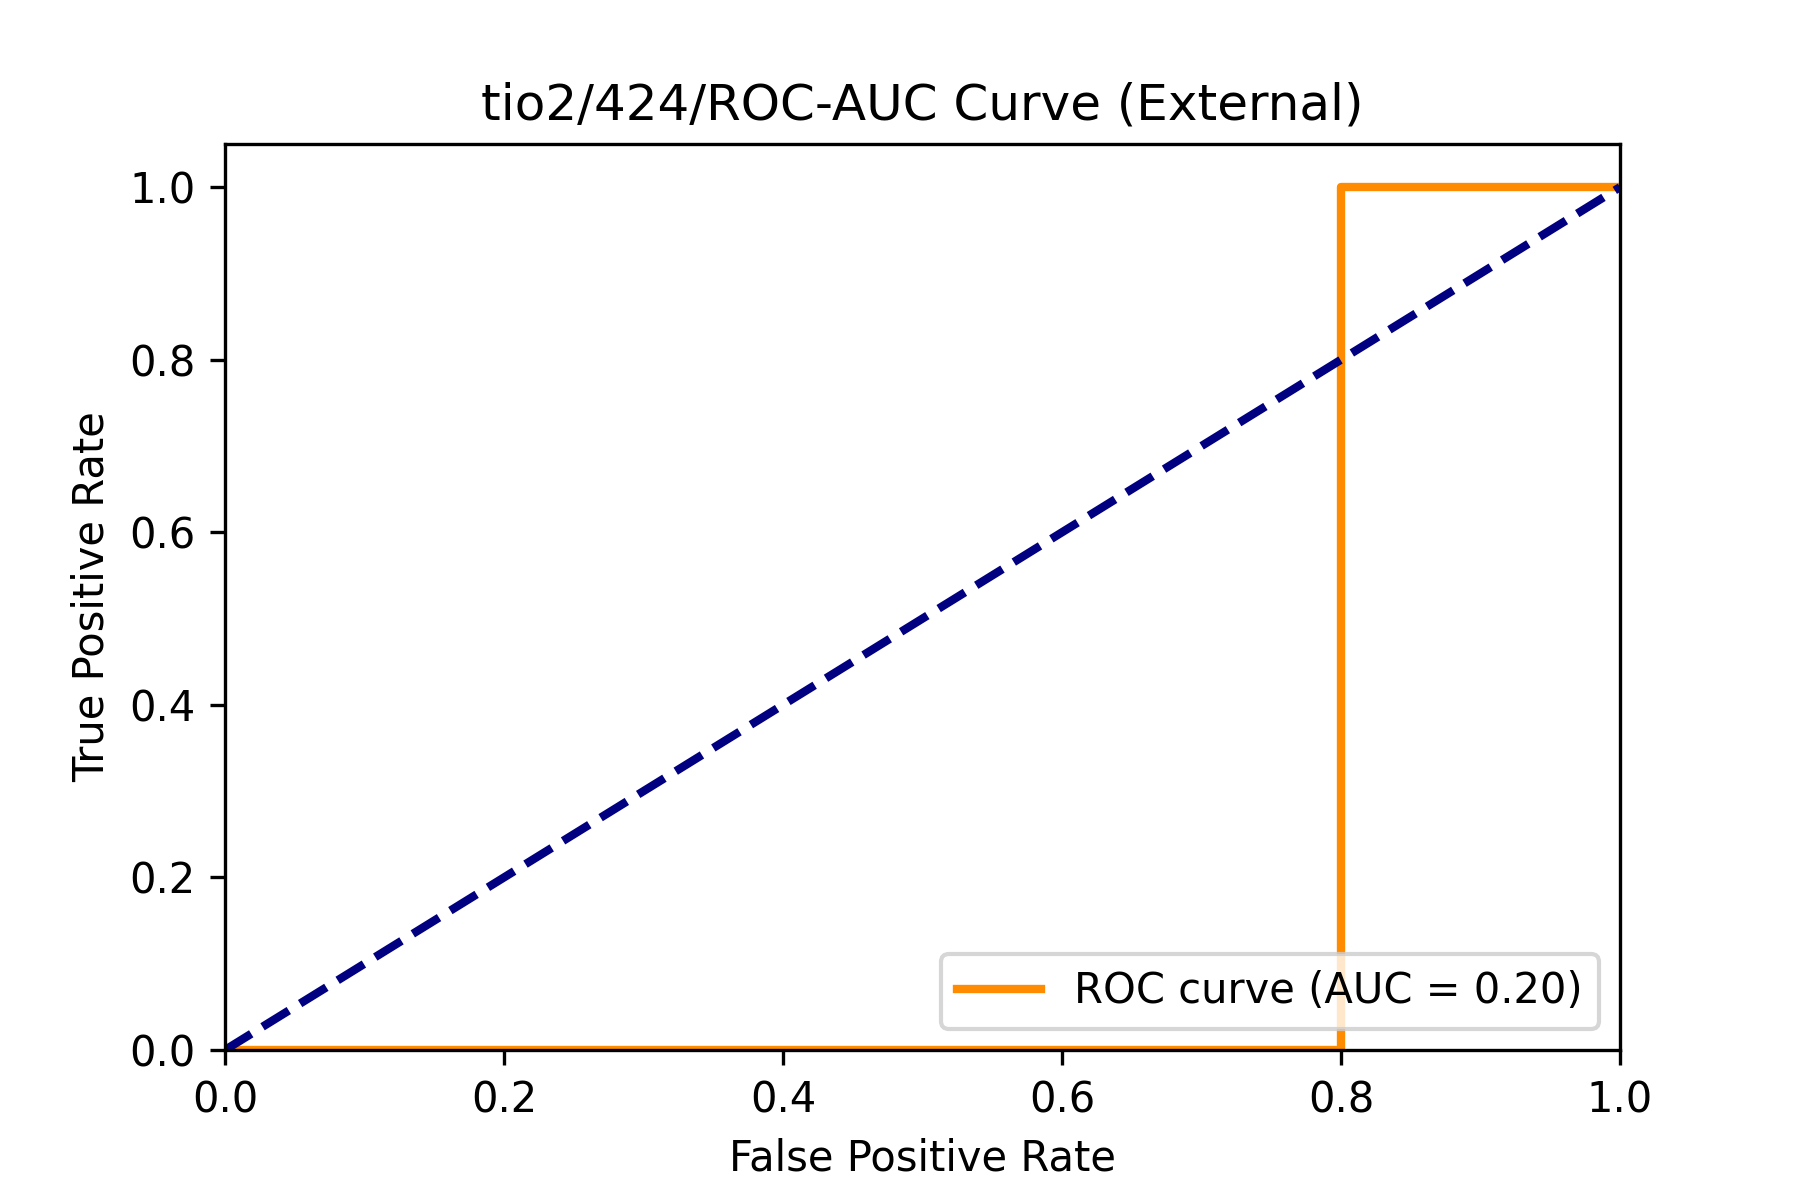 tio2/424/ROC-AUC Curve (External)
True Positive Rate
1.0
0.8
0.6
0.4
0.2
0.0
ROC curve (AUC = 0.20)
0.0 0.2 0.4 0.6 0.8 1.0
False Positive Rate